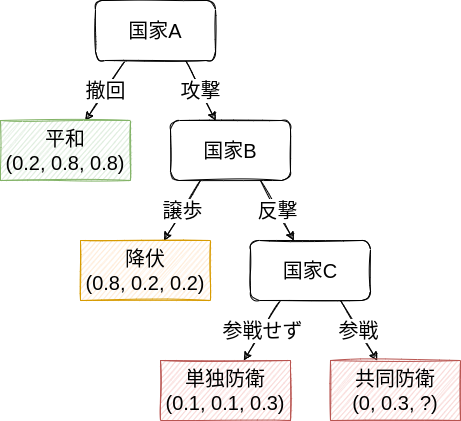 国家A
撤回
攻撃
平和
(0.2, 0.8, 0.8)
国家B
譲歩
反撃
降伏
(0.8, 0.2, 0.2)
国家C
参戦せず
参戦
単独防衛
(0.1, 0.1, 0.3)
共同防衛
(0, 0.3, ?)